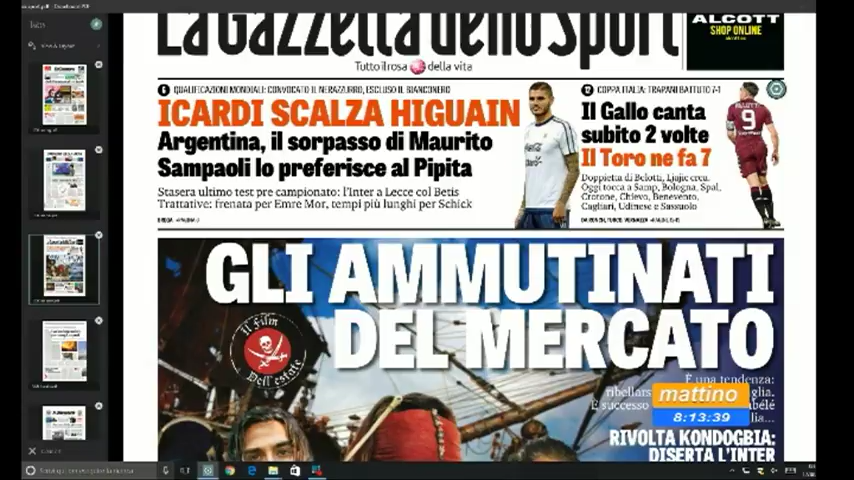 La Gazzetta dello Sport
Tutto il rosa della vita
ALCOTT
SHOP ONLINE
QUALIFICAZIONI MONDIALI: CONVOCATO IL NERAZZURRO, ESCLUSO IL BIANCONERO
ICARDI SCALZA HIGUAIN
Argentina, il sorpasso di Maurito
Sampaoli lo preferisce al Pipita
Stasera ultimo test pre campionato: l'Inter a Lecce col Betis
Trattative: frenata per Emre Mor, tempi più lunghi per Schick
12 COPPA ITALIA: TRAPANI BATTUTO 7-1
Il Gallo canta
subito 2 volte
Il Toro ne fa 7
Doppietta di Belotti, Ljajic crea.
Oggi tocca a Samp, Bologna, Spal,
Crotone, Chievo, Benevento,
Cagliari, Udinese e Sassuolo
9
GLI AMMUTINATI
DEL MERCATO
Il Film
Dell'estate
È una tendenza:
ribellars
È successo
mattino
8:13:39
RIVOLTA KONDOGBIA:
DISERTA L'INTER